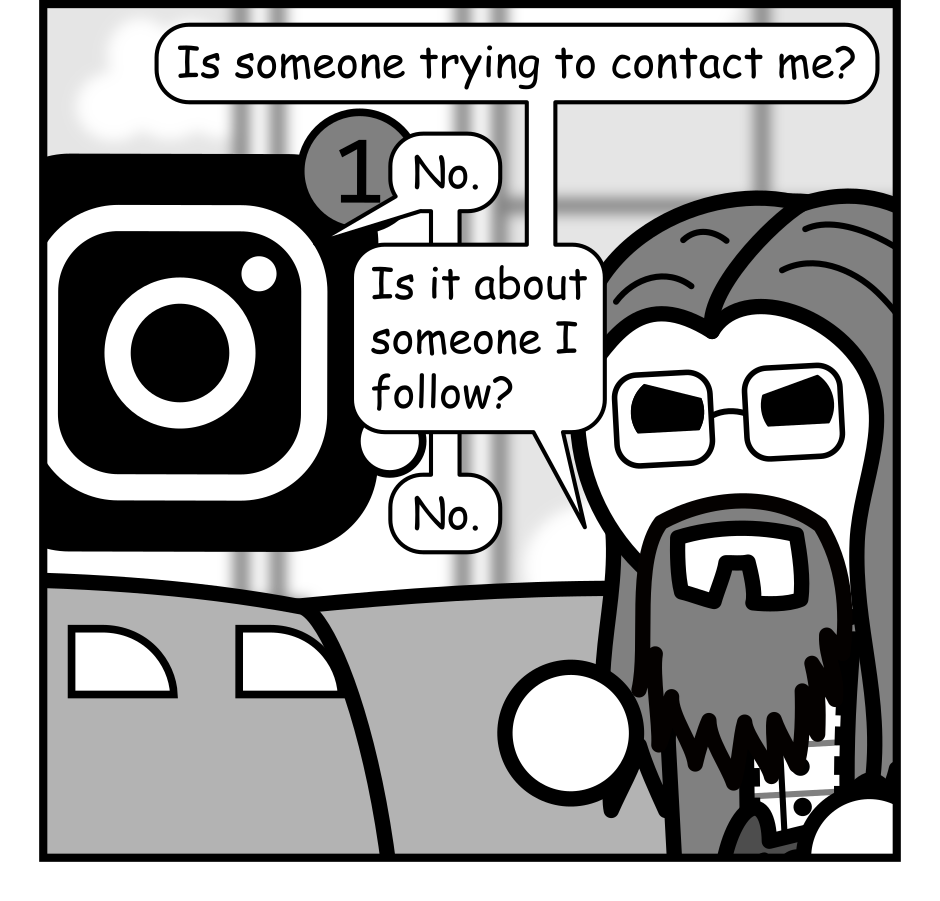 Is someone trying to contact me?
1
No.
Is it about
someone I
follow?
No.